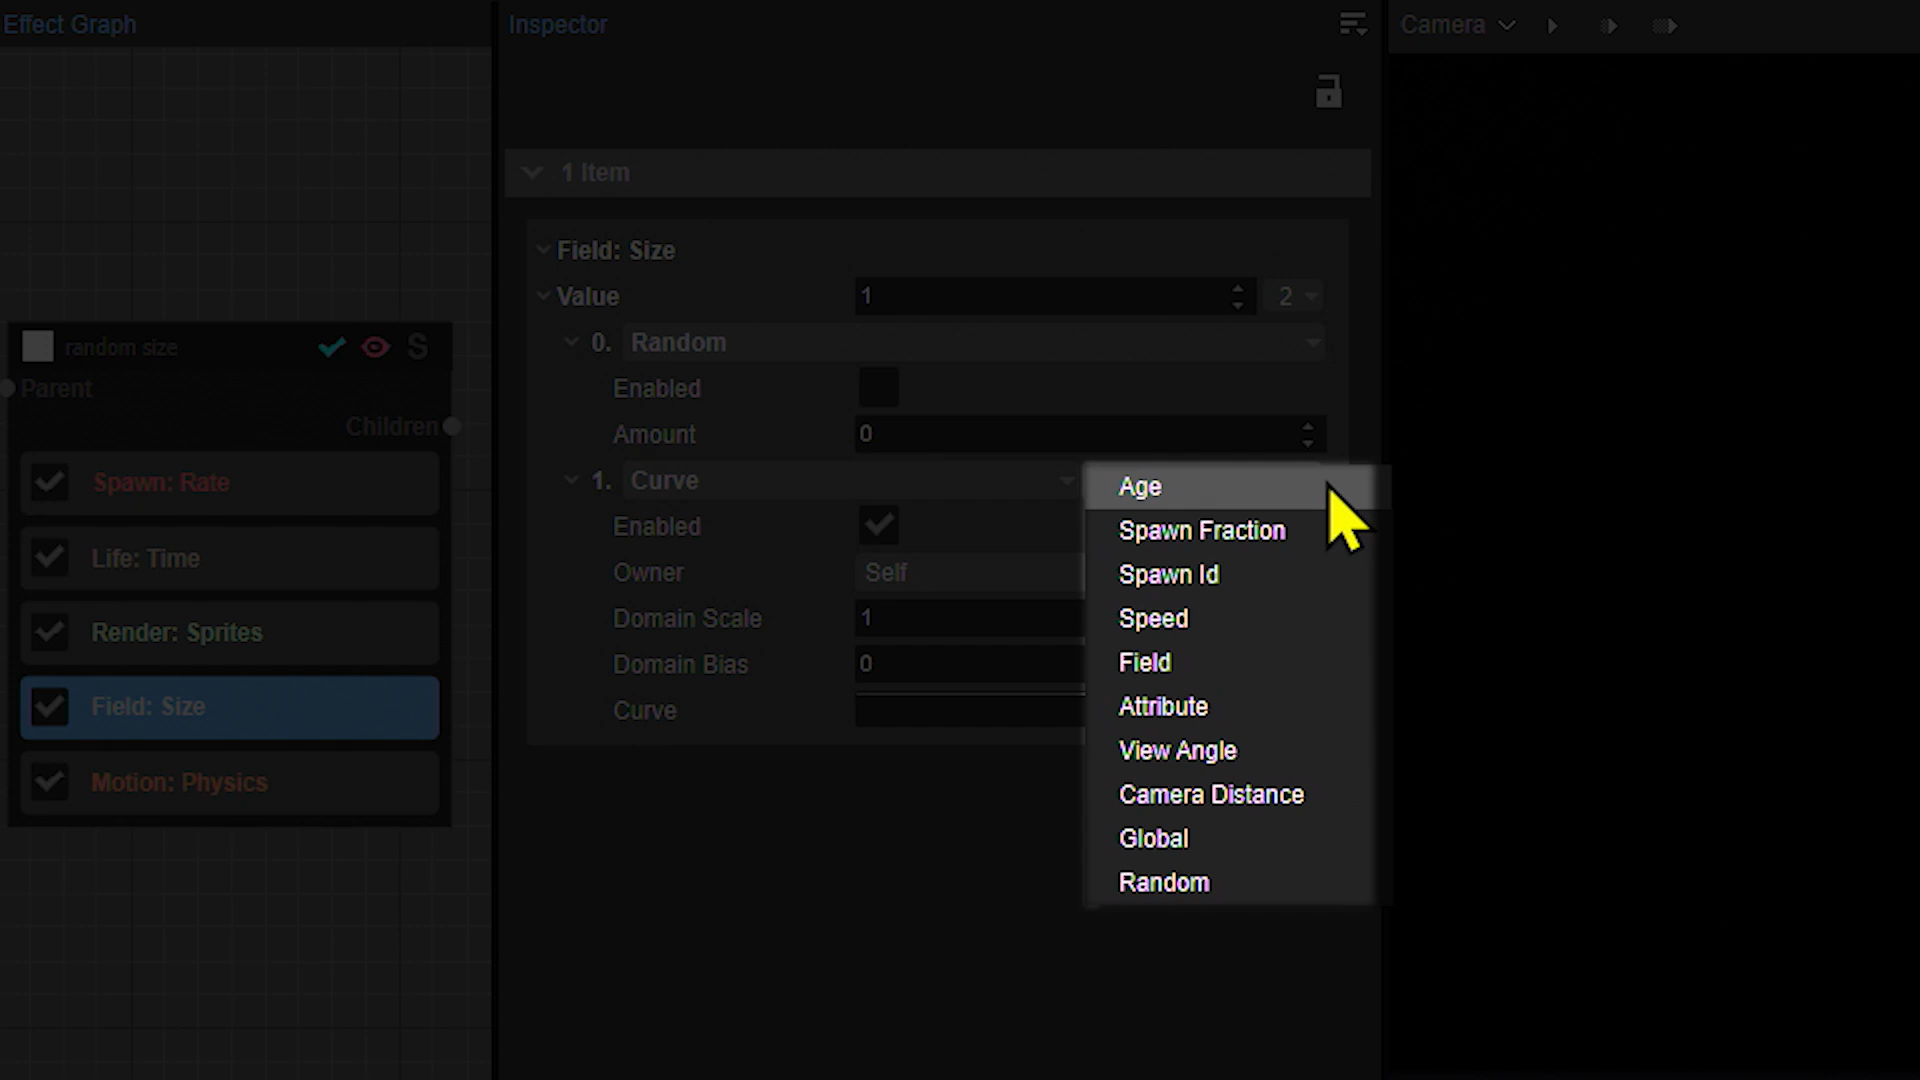 Effect Graph
random size S
Parent
Children
Spawn: Rate
Life: Time
Render: Sprites
Field: Size
Motion: Physics
Inspector
1 Item
Field: Size
Value 1 2
0. Random
Enabled
Amount 0
1. Curve
Enabled
Owner Self
Domain Scale 1
Domain Bias 0
Curve
Age
Spawn Fraction
Spawn Id
Speed
Field
Attribute
View Angle
Camera Distance
Global
Random
Camera